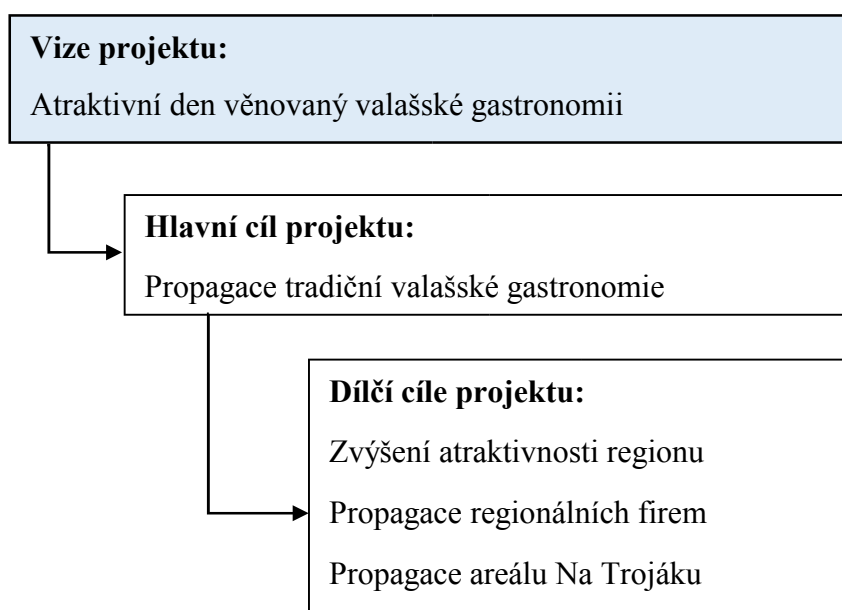 Vize projektu:
Atraktivní den věnovaný valašské gastronomii
Hlavní cíl projektu:
Propagace tradiční valašské gastronomie
Dílčí cíle projektu:
Zvýšení atraktivnosti regionu
Propagace regionálních firem
Propagace areálu Na Trojáku